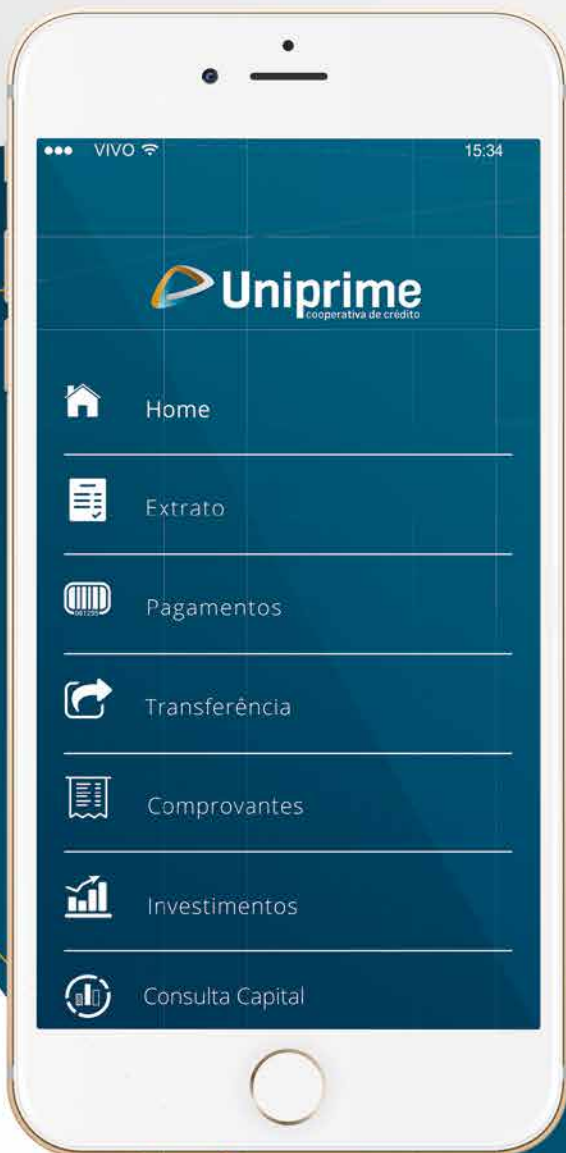 VIVO
15:34
Uniprime
cooperativa de crédito
Home
Extrato
Pagamentos
Transferência
Comprovantes
Investimentos
Consulta Capital